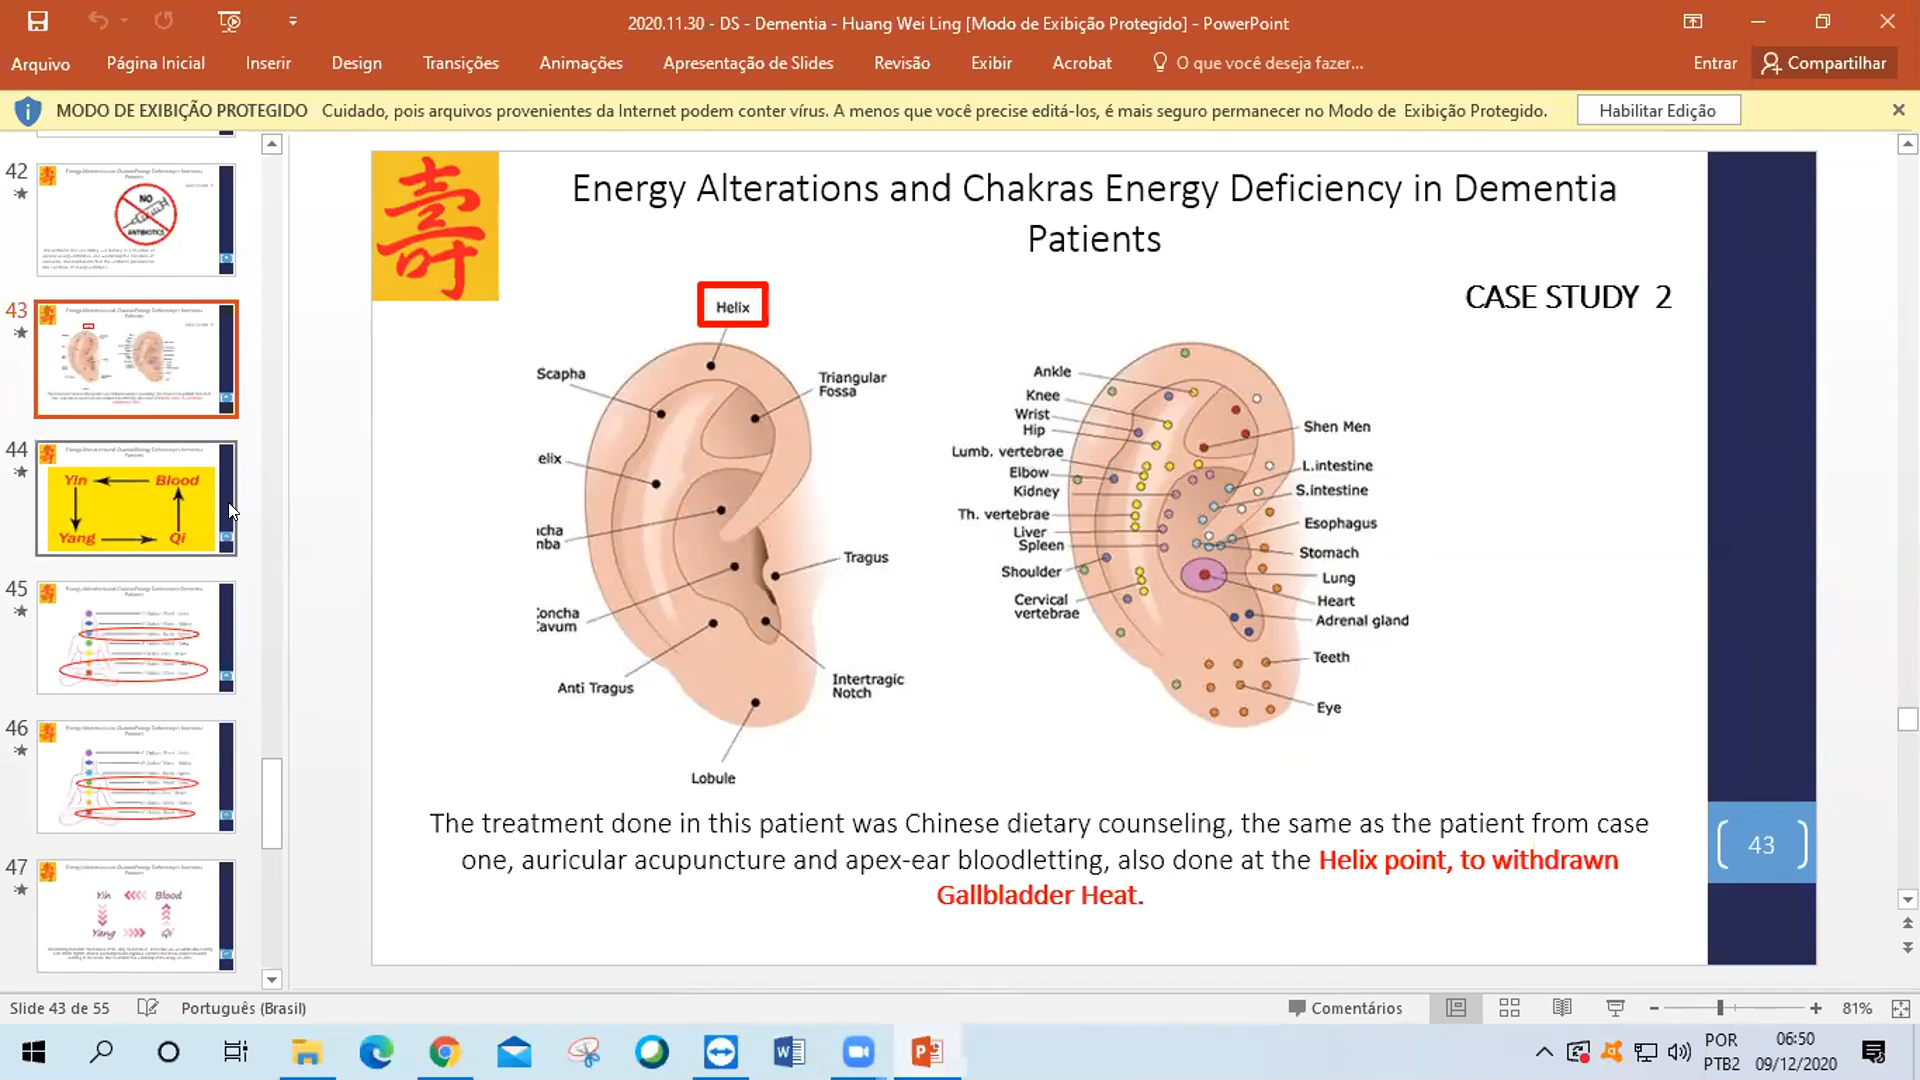 2020.11.30 - DS - Dementia - Huang Wei Ling [Modo de Exibição Protegido] - PowerPoint
Arquivo Página Inicial Inserir Design Transições Animações Apresentação de Slides Revisão Exibir Acrobat O que você deseja fazer... Entrar Compartilhar
MODO DE EXIBIÇÃO PROTEGIDO Cuidado, pois arquivos provenientes da Internet podem conter vírus. A menos que você precise editá-los, é mais seguro permanecer no Modo de Exibição Protegido. Habilitar Edição
42
NO
ANTIBIOTICS
43
44
Yin Blood
Yang Qi
45
46
47
Yin Blood
Yang Qi
壽
Energy Alterations and Chakras Energy Deficiency in Dementia
Patients
CASE STUDY 2
Helix
Scapha
Triangular
Fossa
elix
ncha
nba
Tragus
Concha
Cavum
Anti Tragus
Intertragic
Notch
Lobule
Ankle
Knee
Wrist
Hip
Lumb. vertebrae
Elbow
Kidney
Th. vertebrae
Liver
Spleen
Shoulder
Cervical
vertebrae
Shen Men
L.intestine
S.intestine
Esophagus
Stomach
Lung
Heart
Adrenal gland
Teeth
Eye
The treatment done in this patient was Chinese dietary counseling, the same as the patient from case
one, auricular acupuncture and apex-ear bloodletting, also done at the Helix point, to withdrawn
Gallbladder Heat.
43
Slide 43 de 55 Português (Brasil) Comentários 81%
POR 06:50
PTB2 09/12/2020